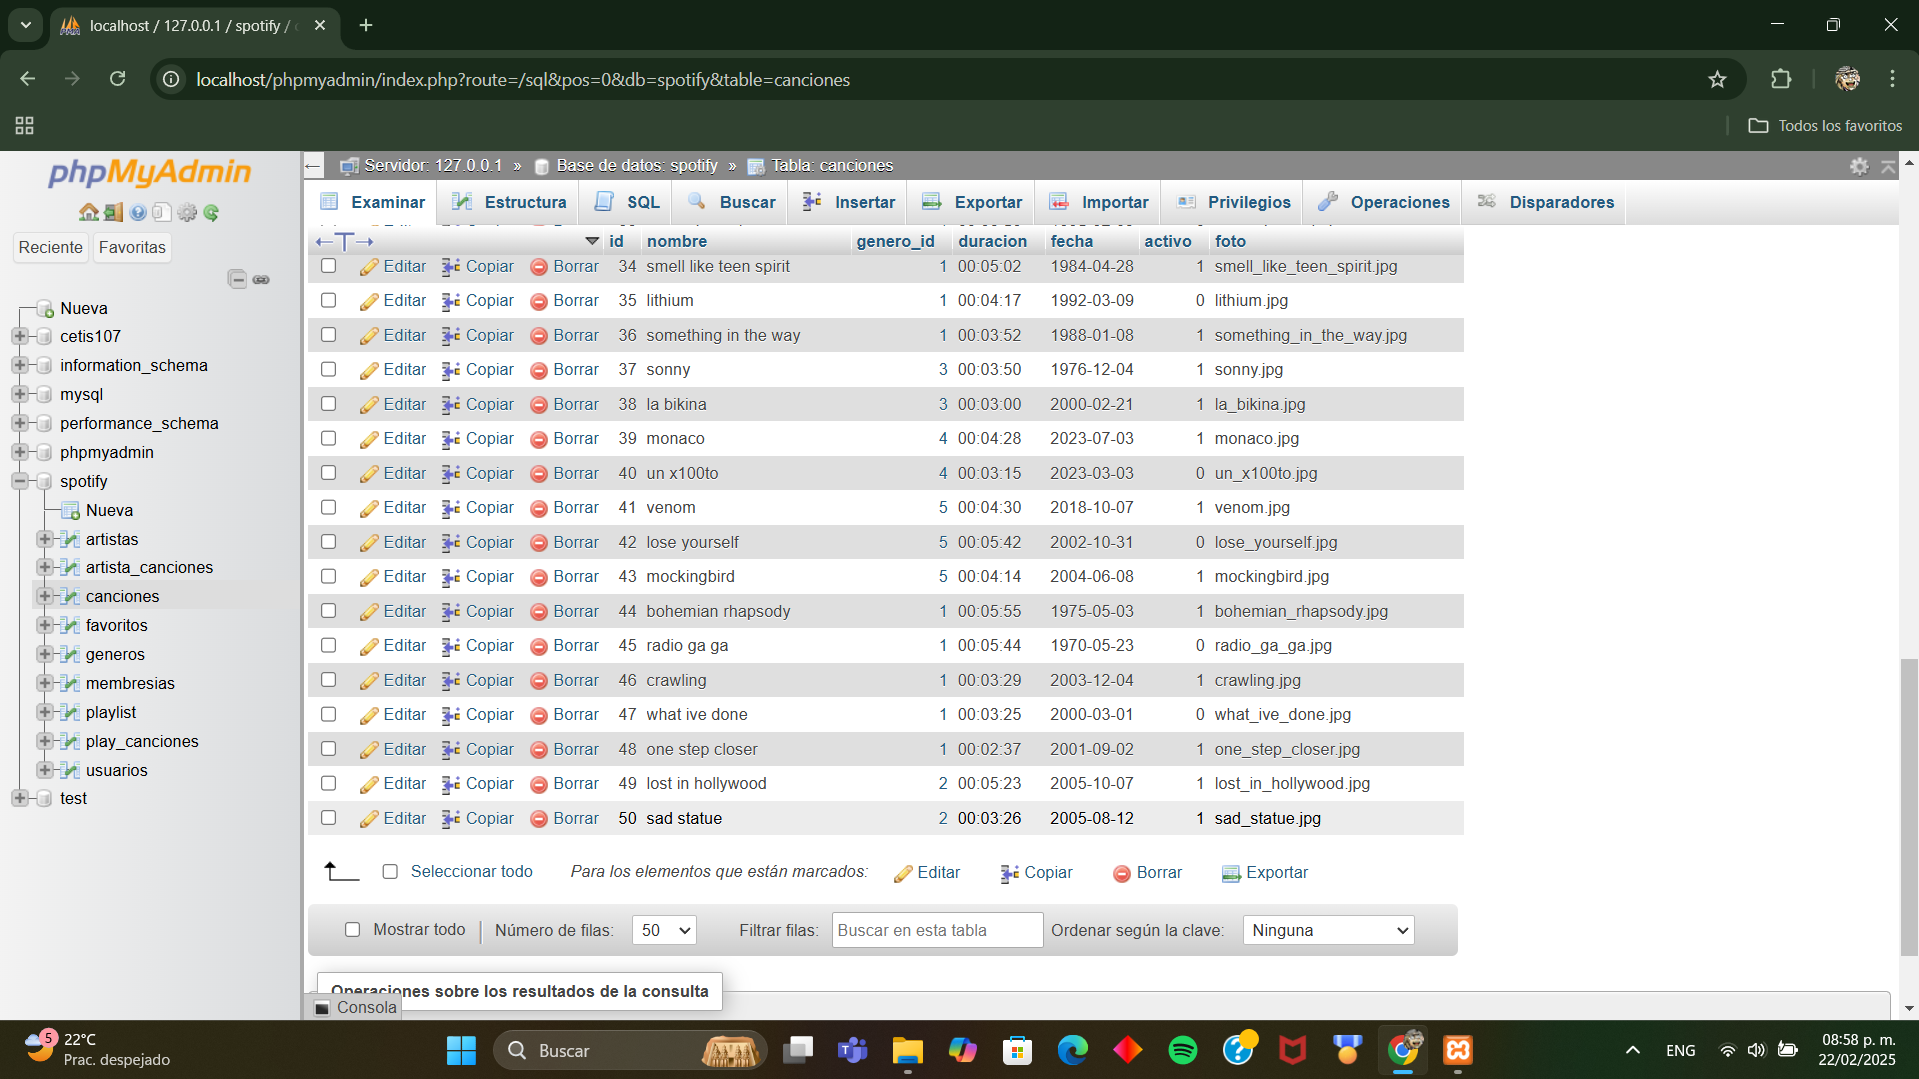 localhost / 127.0.0.1 / spotify /
localhost/phpmyadmin/index.php?route=/sql&pos=0&db=spotify&table=canciones
Todos los favoritos
phpMyAdmin
Reciente Favoritas
Nueva
cetis107
information_schema
mysql
performance_schema
phpmyadmin
spotify
Nueva
artistas
artista_canciones
canciones
favoritos
generos
membresias
playlist
play_canciones
usuarios
test
Servidor: 127.0.0.1 » Base de datos: spotify » Tabla: canciones
Examinar Estructura SQL Buscar Insertar Exportar Importar Privilegios Operaciones Disparadores
id nombre genero_id duracion fecha activo foto
Editar Copiar Borrar 34 smell like teen spirit 1 00:05:02 1984-04-28 1 smell_like_teen_spirit.jpg
Editar Copiar Borrar 35 lithium 1 00:04:17 1992-03-09 0 lithium.jpg
Editar Copiar Borrar 36 something in the way 1 00:03:52 1988-01-08 1 something_in_the_way.jpg
Editar Copiar Borrar 37 sonny 3 00:03:50 1976-12-04 1 sonny.jpg
Editar Copiar Borrar 38 la bikina 3 00:03:00 2000-02-21 1 la_bikina.jpg
Editar Copiar Borrar 39 monaco 4 00:04:28 2023-07-03 1 monaco.jpg
Editar Copiar Borrar 40 un x100to 4 00:03:15 2023-03-03 0 un_x100to.jpg
Editar Copiar Borrar 41 venom 5 00:04:30 2018-10-07 1 venom.jpg
Editar Copiar Borrar 42 lose yourself 5 00:05:42 2002-10-31 0 lose_yourself.jpg
Editar Copiar Borrar 43 mockingbird 5 00:04:14 2004-06-08 1 mockingbird.jpg
Editar Copiar Borrar 44 bohemian rhapsody 1 00:05:55 1975-05-03 1 bohemian_rhapsody.jpg
Editar Copiar Borrar 45 radio ga ga 1 00:05:44 1970-05-23 0 radio_ga_ga.jpg
Editar Copiar Borrar 46 crawling 1 00:03:29 2003-12-04 1 crawling.jpg
Editar Copiar Borrar 47 what ive done 1 00:03:25 2000-03-01 0 what_ive_done.jpg
Editar Copiar Borrar 48 one step closer 1 00:02:37 2001-09-02 1 one_step_closer.jpg
Editar Copiar Borrar 49 lost in hollywood 2 00:05:23 2005-10-07 1 lost_in_hollywood.jpg
Editar Copiar Borrar 50 sad statue 2 00:03:26 2005-08-12 1 sad_statue.jpg
Seleccionar todo Para los elementos que están marcados: Editar Copiar Borrar Exportar
Mostrar todo Número de filas: 50 Filtrar filas: Buscar en esta tabla Ordenar según la clave: Ninguna
Operaciones sobre los resultados de la consulta
Consola
5
22°C
Prac. despejado
Buscar
ENG
08:58 p. m.
22/02/2025